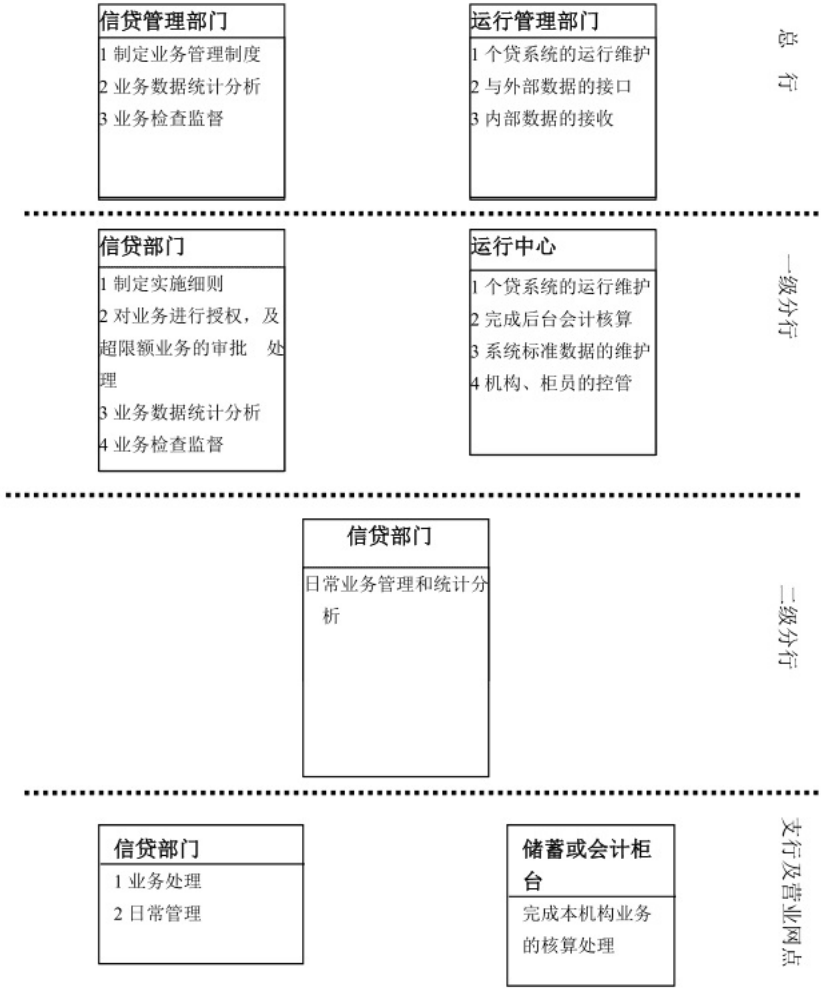 信贷管理部门
1 制定业务管理制度
2 业务数据统计分析
3 业务检查监督
运行管理部门
1 个贷系统的运行维护
2 与外部数据的接口
3 内部数据的接收
总 行
信贷部门
1 制定实施细则
2 对业务进行授权，及
超限额业务的审批 处
理
3 业务数据统计分析
4 业务检查监督
运行中心
1 个贷系统的运行维护
2 完成后台会计核算
3 系统标准数据的维护
4 机构、柜员的控管
一级分行
信贷部门
日常业务管理和统计分
析
二级分行
信贷部门
1 业务处理
2 日常管理
储蓄或会计柜
台
完成本机构业务
的核算处理
支行及营业网点